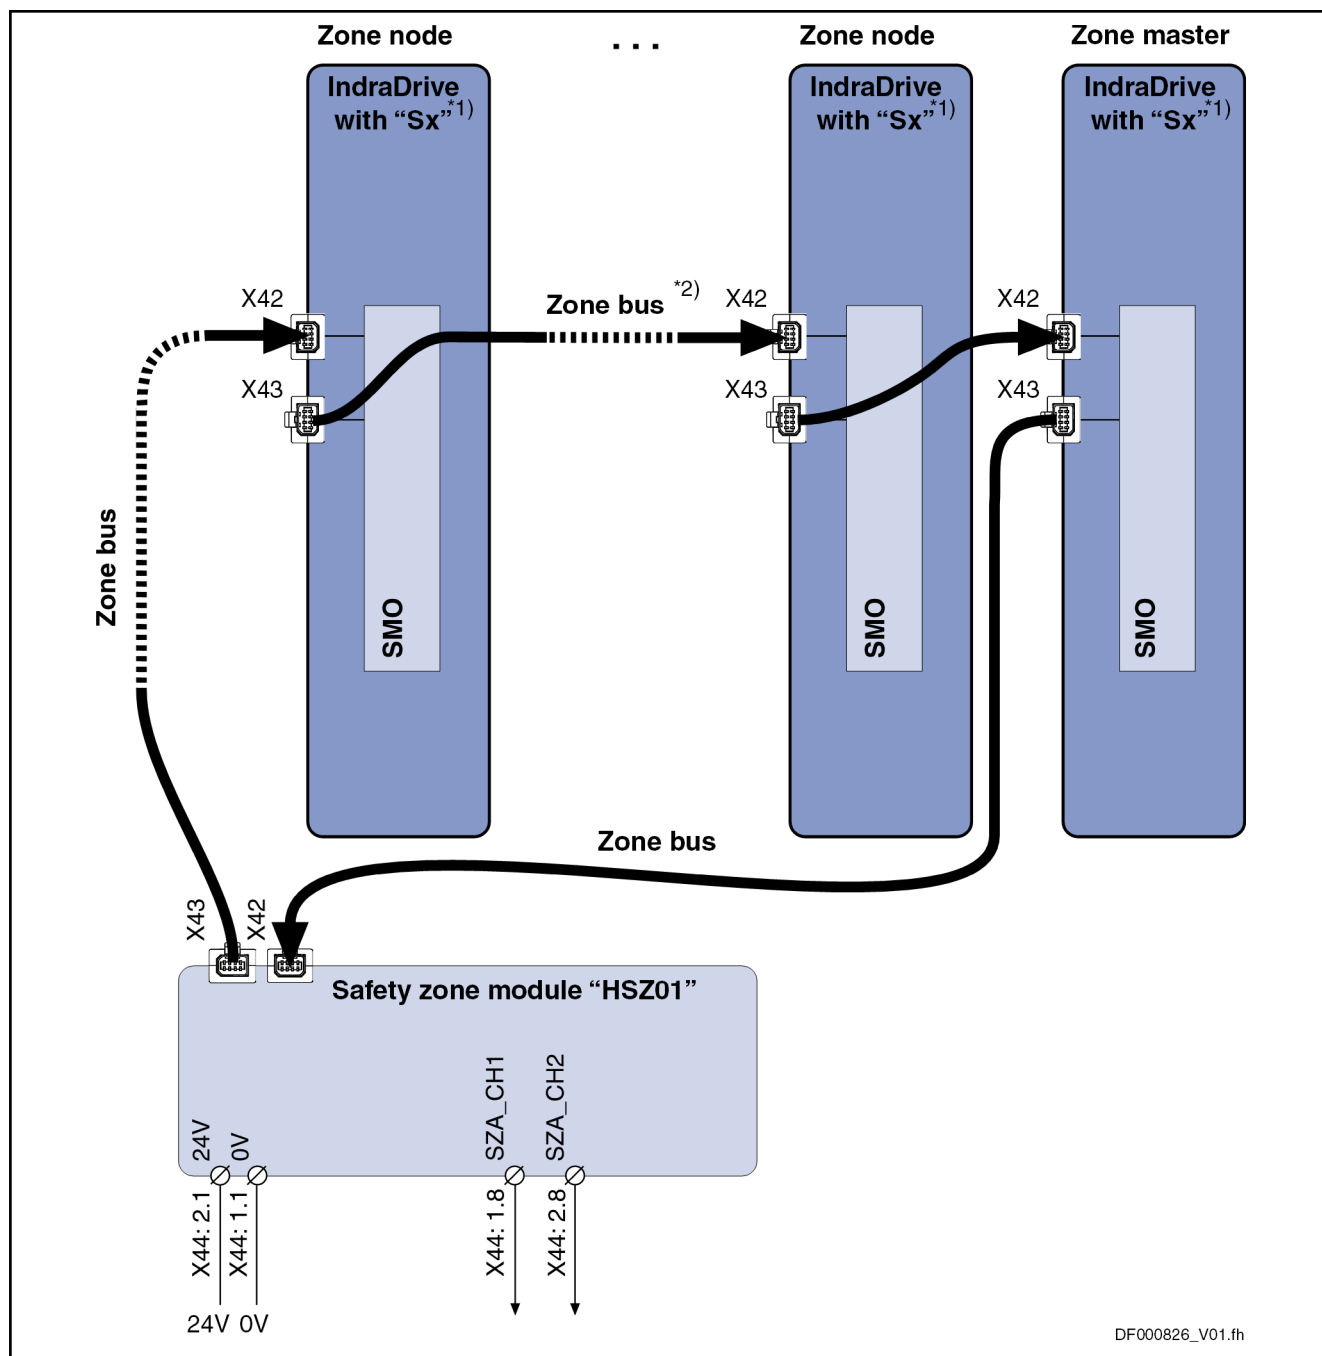 Zone node
. . .
Zone node
Zone master
IndraDrive
with “Sx”*1)
IndraDrive
with “Sx”*1)
IndraDrive
with “Sx”*1)
X42
Zone bus *2)
X42
X42
X43
X43
X43
Zone bus
SMO
SMO
SMO
Zone bus
X43
X42
Safety zone module “HSZ01”
24V
0V
SZA_CH1
SZA_CH2
X44: 2.1
X44: 1.1
X44: 1.8
X44: 2.8
24V 0V
DF000826_V01.fh